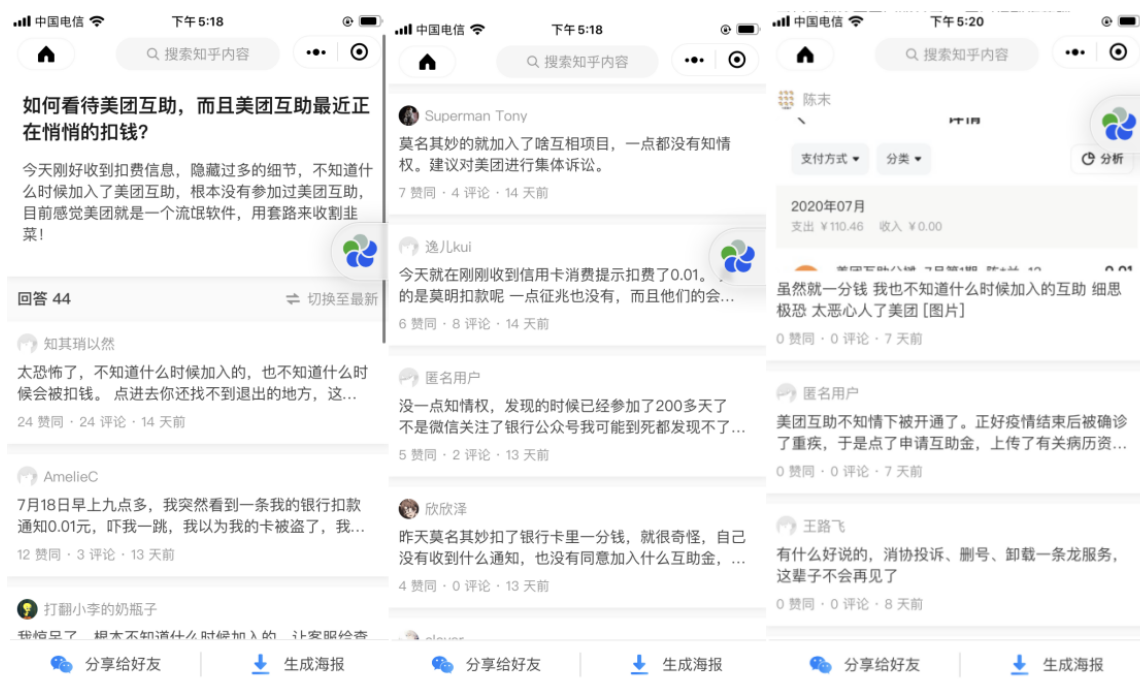 中国电信
下午5:18
搜索知乎内容
如何看待美团互助，而且美团互助最近正
在悄悄的扣钱？
今天刚好收到扣费信息，隐藏过多的细节，不知道什
么时候加入了美团互助，根本没有参加过美团互助，
目前感觉美团就是一个流氓软件，用套路来收割韭
菜！
回答 44
切换至最新
知其琑以然
太恐怖了，不知道什么时候加入的，也不知道什么时
候会被扣钱。 点进去你还找不到退出的地方，这...
24 赞同 · 24 评论 · 14 天前
AmelieC
7月18日早上九点多，我突然看到一条我的银行扣款
通知0.01元，吓我一跳，我以为我的卡被盗了，我...
12 赞同 · 3 评论 · 13 天前
打翻小李的奶瓶子
我惊呆了，根本不知道什么时候加入的，让客服给查
分享给好友
生成海报
中国电信
下午5:18
搜索知乎内容
Superman Tony
莫名其妙的就加入了啥互相项目，一点都没有知情
权。建议对美团进行集体诉讼。
7 赞同 · 4 评论 · 14 天前
逸儿kui
今天就在刚刚收到信用卡消费提示扣费了0.01。
的是莫明扣款呢 一点征兆也没有，而且他们的会...
6 赞同 · 8 评论 · 14 天前
匿名用户
没一点知情权，发现的时候已经参加了200多天了
不是微信关注了银行公众号我可能到死都发现不了...
5 赞同 · 2 评论 · 13 天前
欣欣泽
昨天莫名其妙扣了银行卡里一分钱，就很奇怪，自己
没有收到什么通知，也没有同意加入什么互助金，...
4 赞同 · 0 评论 · 13 天前
分享给好友
生成海报
中国电信
下午5:20
搜索知乎内容
陈末
支付方式
分类
分析
2020年07月
支出 ￥110.46 收入 ￥0.00
虽然就一分钱 我也不知道什么时候加入的互助 细思
极恐 太恶心人了美团 [图片]
0 赞同 · 0 评论 · 7 天前
匿名用户
美团互助不知情下被开通了。正好疫情结束后被确诊
了重疾，于是点了申请互助金，上传了有关病历资...
0 赞同 · 0 评论 · 7 天前
王路飞
有什么好说的，消协投诉、删号、卸载一条龙服务，
这辈子不会再见了
0 赞同 · 0 评论 · 8 天前
分享给好友
生成海报